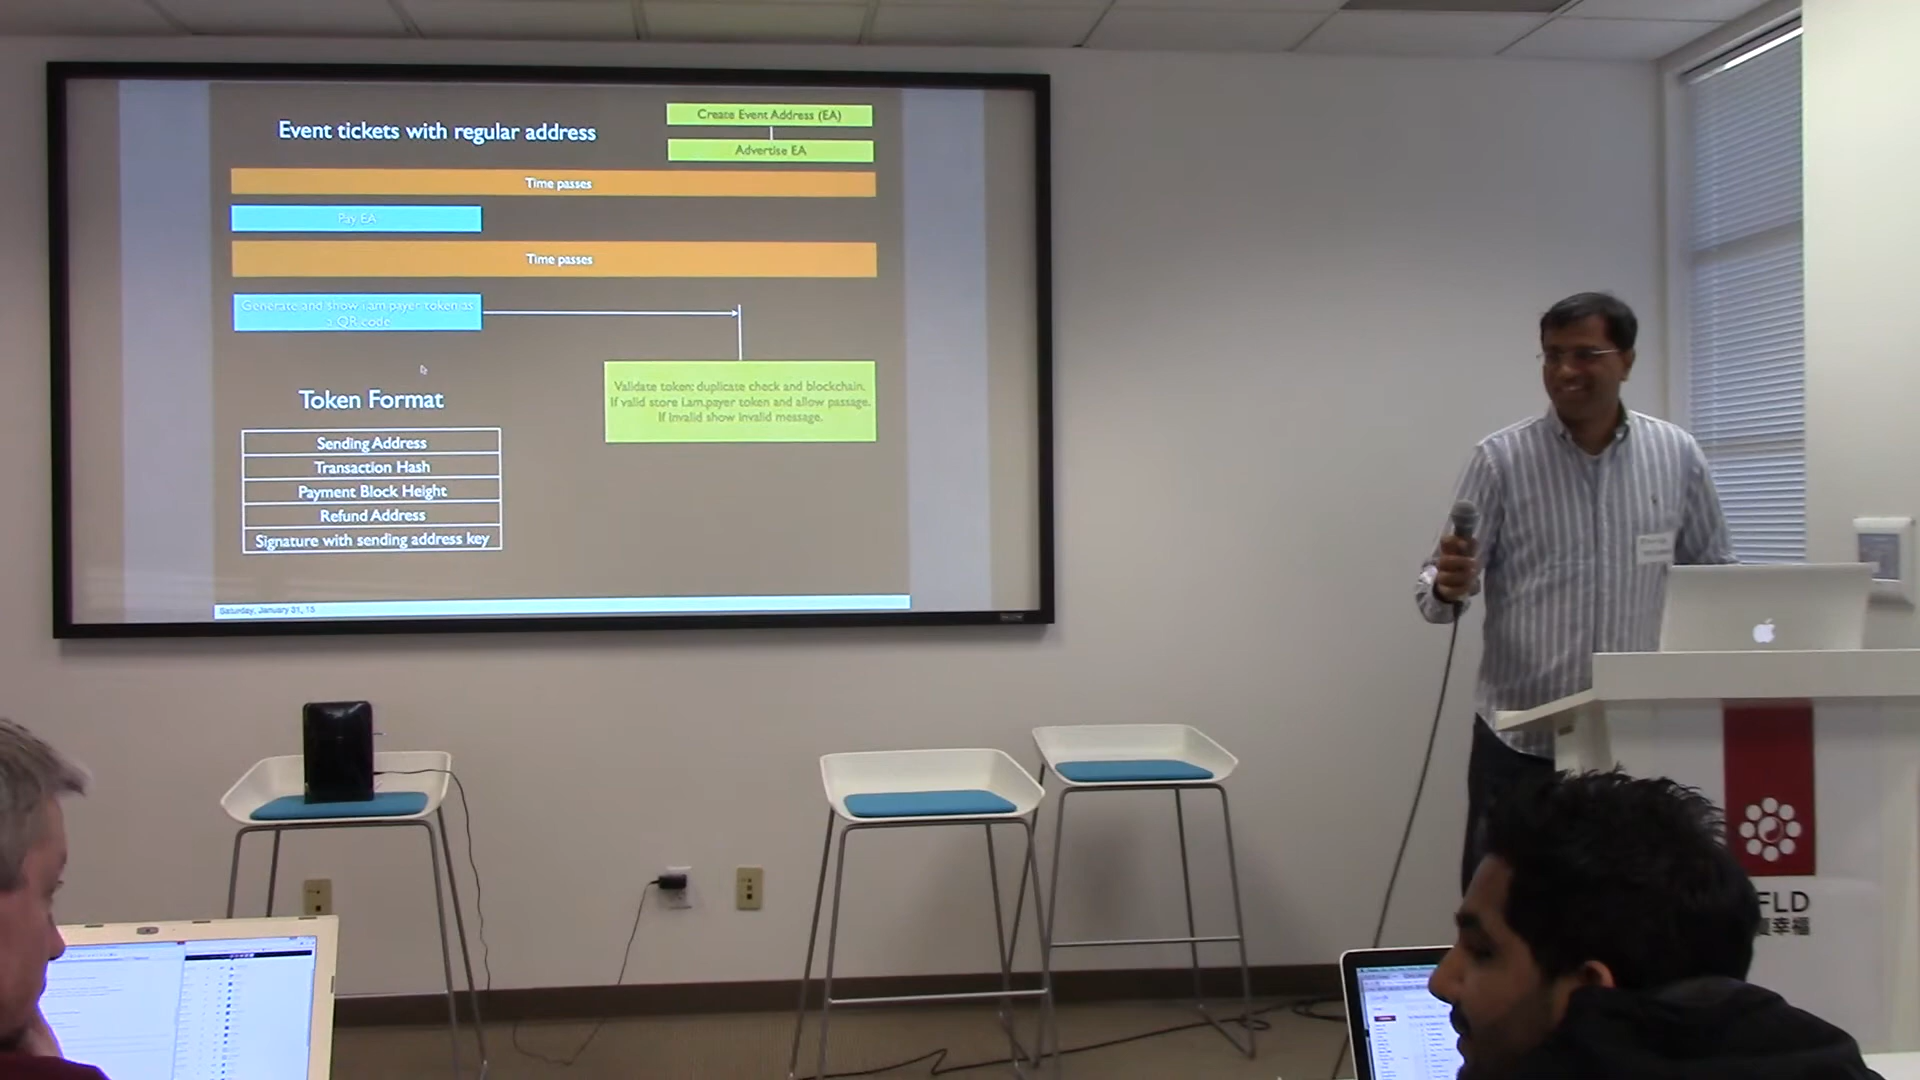 Event tickets with regular address
Create Event Address (EA)
Advertise EA
Time passes
Pay EA
Time passes
Generate and show i.am.payer token as
a QR code
Validate token: duplicate check and blockchain.
If valid store i.am.payer token and allow passage.
If invalid show invalid message.
Token Format
Sending Address
Transaction Hash
Payment Block Height
Refund Address
Signature with sending address key
Saturday, January 31, 15
FLD
幸福